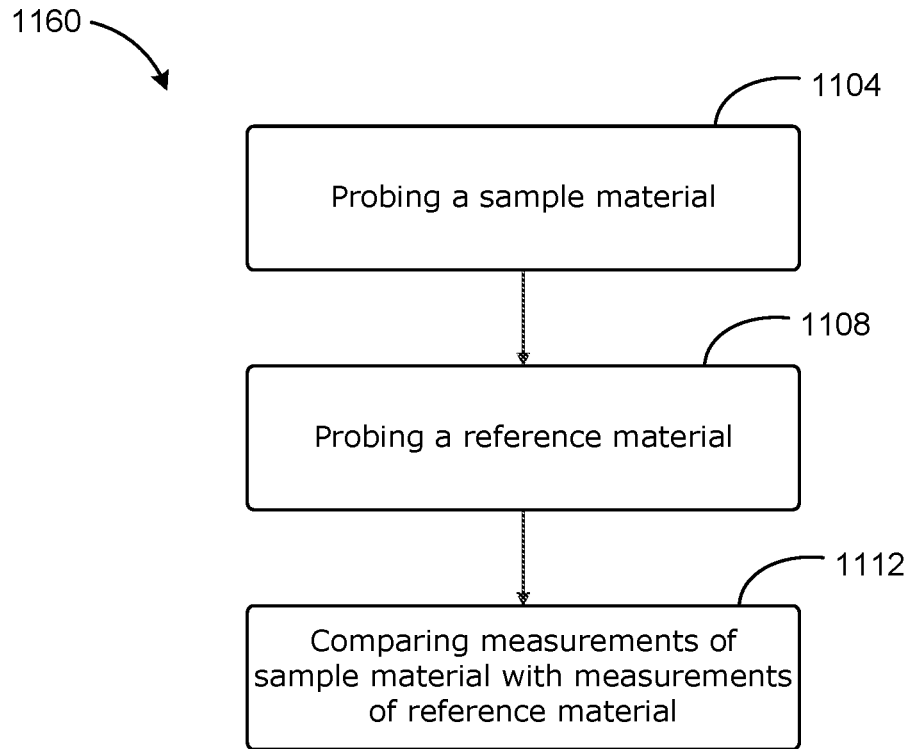 1160
1104
Probing a sample material
1108
Probing a reference material
1112
Comparing measurements of
sample material with measurements
of reference material